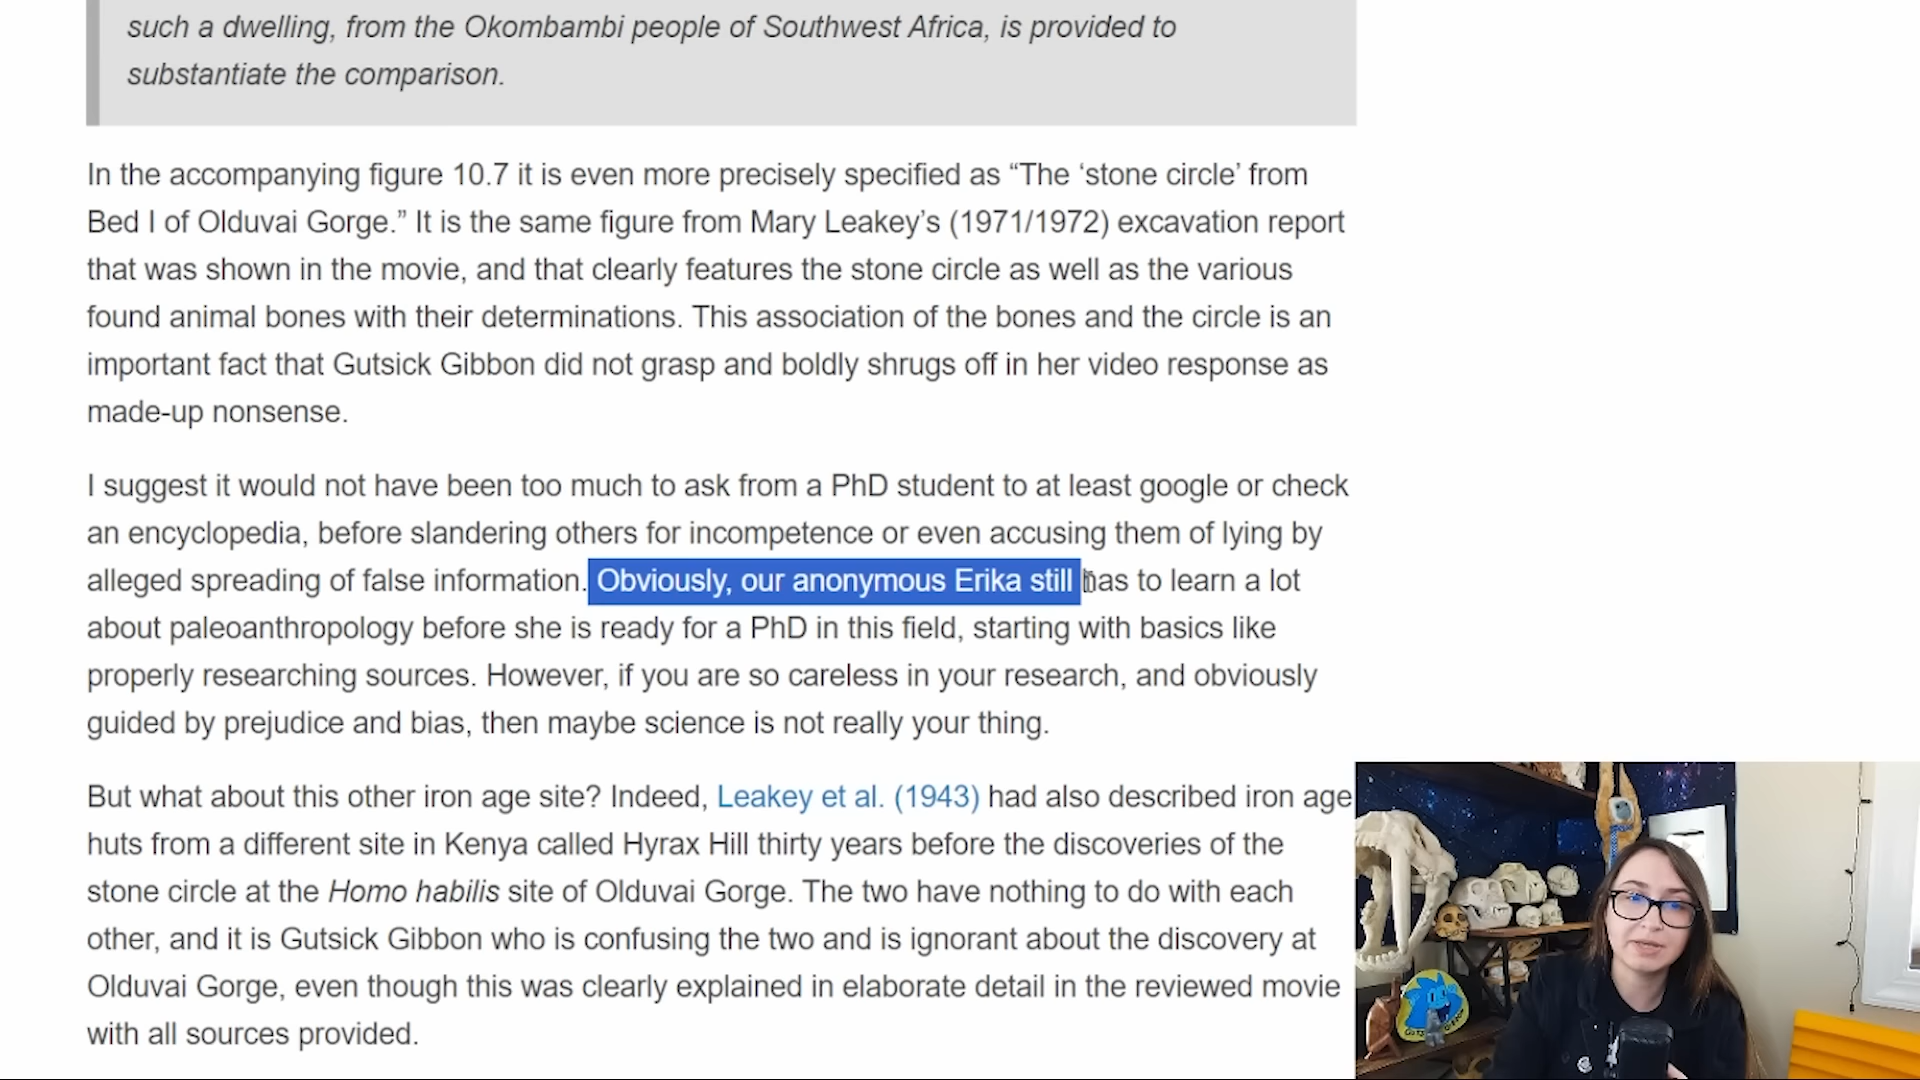 such a dwelling, from the Okombambi people of Southwest Africa, is provided to
substantiate the comparison.
In the accompanying figure 10.7 it is even more precisely specified as “The ‘stone circle’ from
Bed I of Olduvai Gorge.” It is the same figure from Mary Leakey’s (1971/1972) excavation report
that was shown in the movie, and that clearly features the stone circle as well as the various
found animal bones with their determinations. This association of the bones and the circle is an
important fact that Gutsick Gibbon did not grasp and boldly shrugs off in her video response as
made-up nonsense.
I suggest it would not have been too much to ask from a PhD student to at least google or check
an encyclopedia, before slandering others for incompetence or even accusing them of lying by
alleged spreading of false information. Obviously, our anonymous Erika still has to learn a lot
about paleoanthropology before she is ready for a PhD in this field, starting with basics like
properly researching sources. However, if you are so careless in your research, and obviously
guided by prejudice and bias, then maybe science is not really your thing.
But what about this other iron age site? Indeed, Leakey et al. (1943) had also described iron age
huts from a different site in Kenya called Hyrax Hill thirty years before the discoveries of the
stone circle at the Homo habilis site of Olduvai Gorge. The two have nothing to do with each
other, and it is Gutsick Gibbon who is confusing the two and is ignorant about the discovery at
Olduvai Gorge, even though this was clearly explained in elaborate detail in the reviewed movie
with all sources provided.